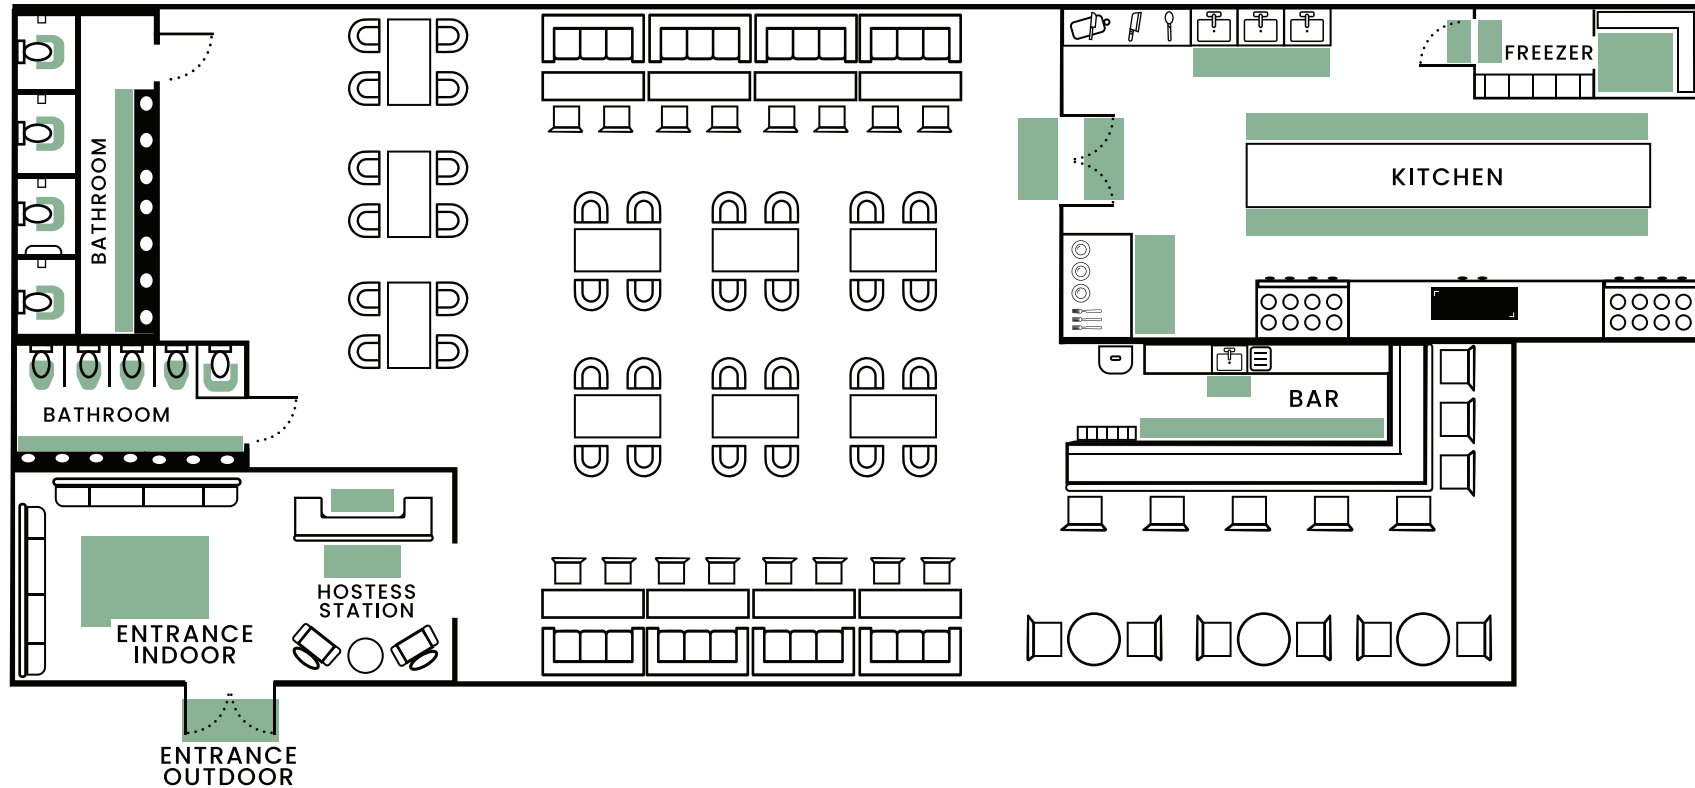 FREEZER
KITCHEN
BATHROOM
BAR
BATHROOM
HOSTESS
STATION
ENTRANCE
INDOOR
ENTRANCE
OUTDOOR